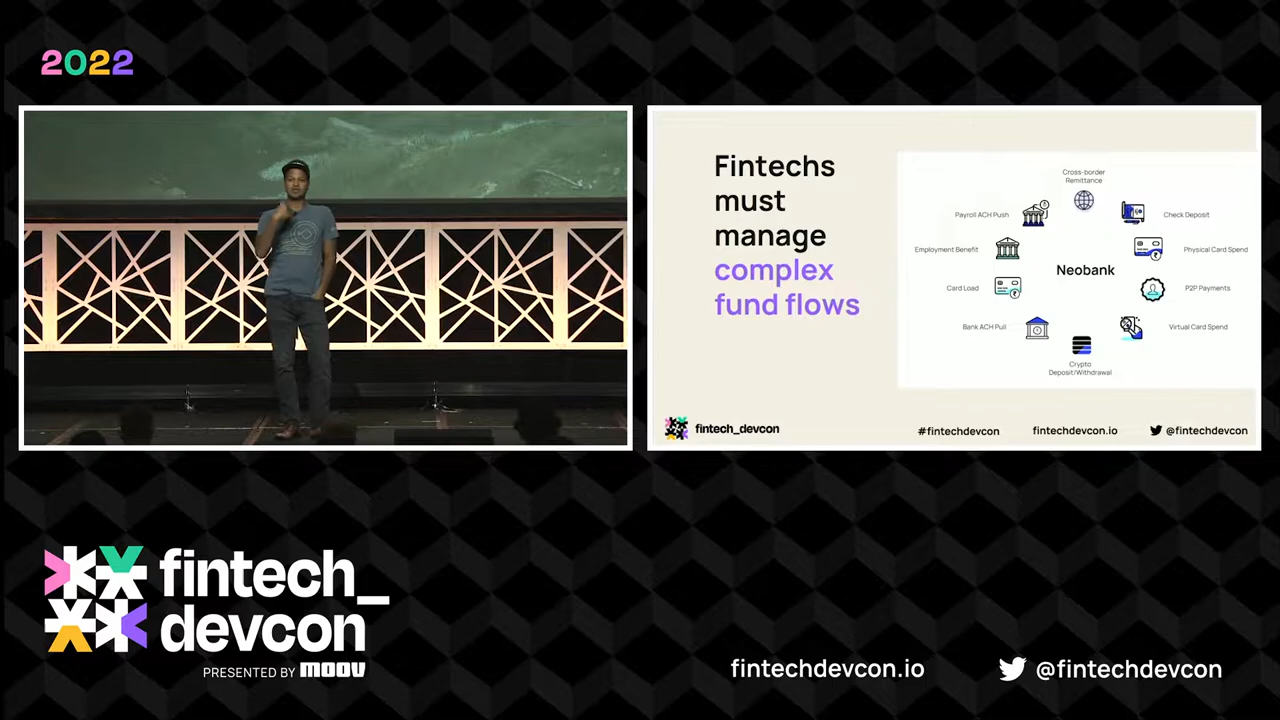 2022
Fintechs
must
manage
complex
fund flows
Cross-border
Remittance
Payroll ACH Push
Check Deposit
Employment Benefit
Physical Card Spend
Neobank
Card Load
P2P Payments
Bank ACH Pull
Virtual Card Spend
Crypto
Deposit/Withdrawal
fintech_devcon
#fintechdevcon
fintechdevcon.io
@fintechdevcon
fintech_
devcon
PRESENTED BY MOOV
fintechdevcon.io
@fintechdevcon